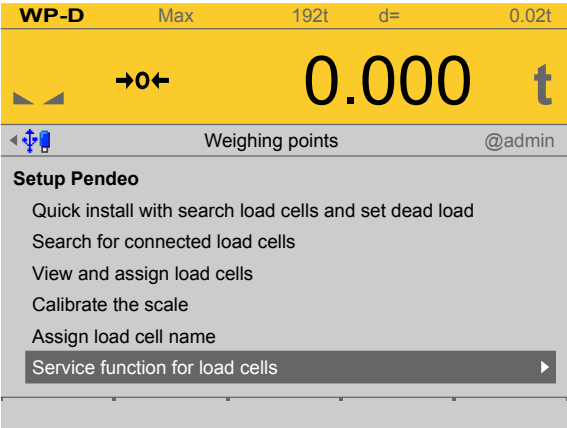 WP-D Max 192t d= 0.02t
→0← 0.000 t
Weighing points @admin
Setup Pendeo
Quick install with search load cells and set dead load
Search for connected load cells
View and assign load cells
Calibrate the scale
Assign load cell name
Service function for load cells